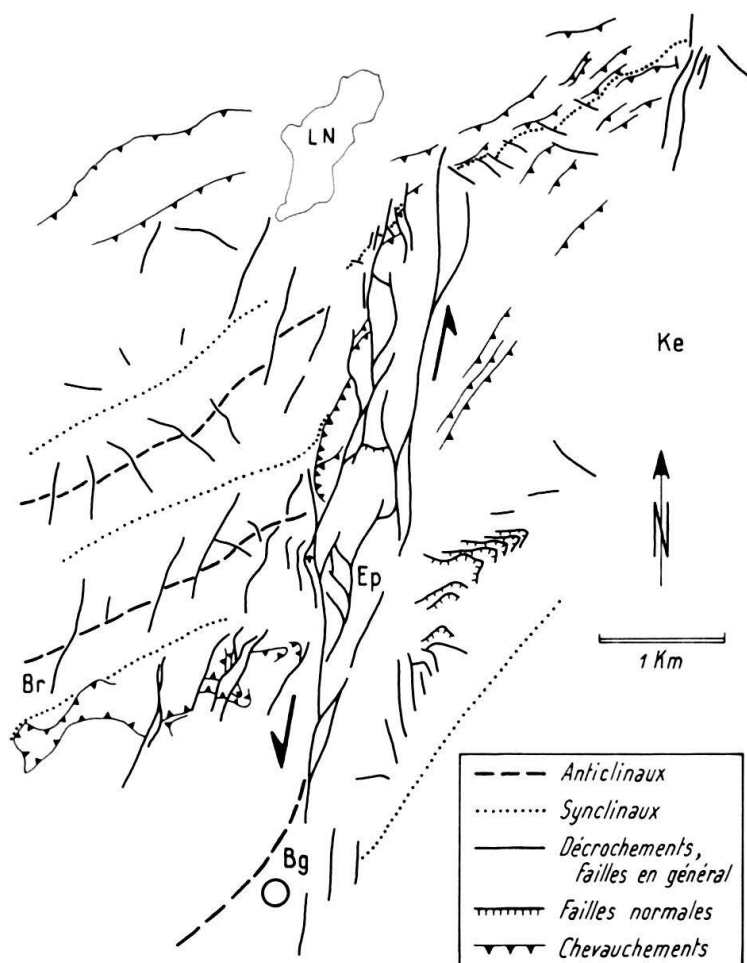 LN
Ke
N
1 Km
Ep
Br
Bg
Anticlinaux
Synclinaux
Décrochements,
Failles en général
Failles normales
Chevauchements